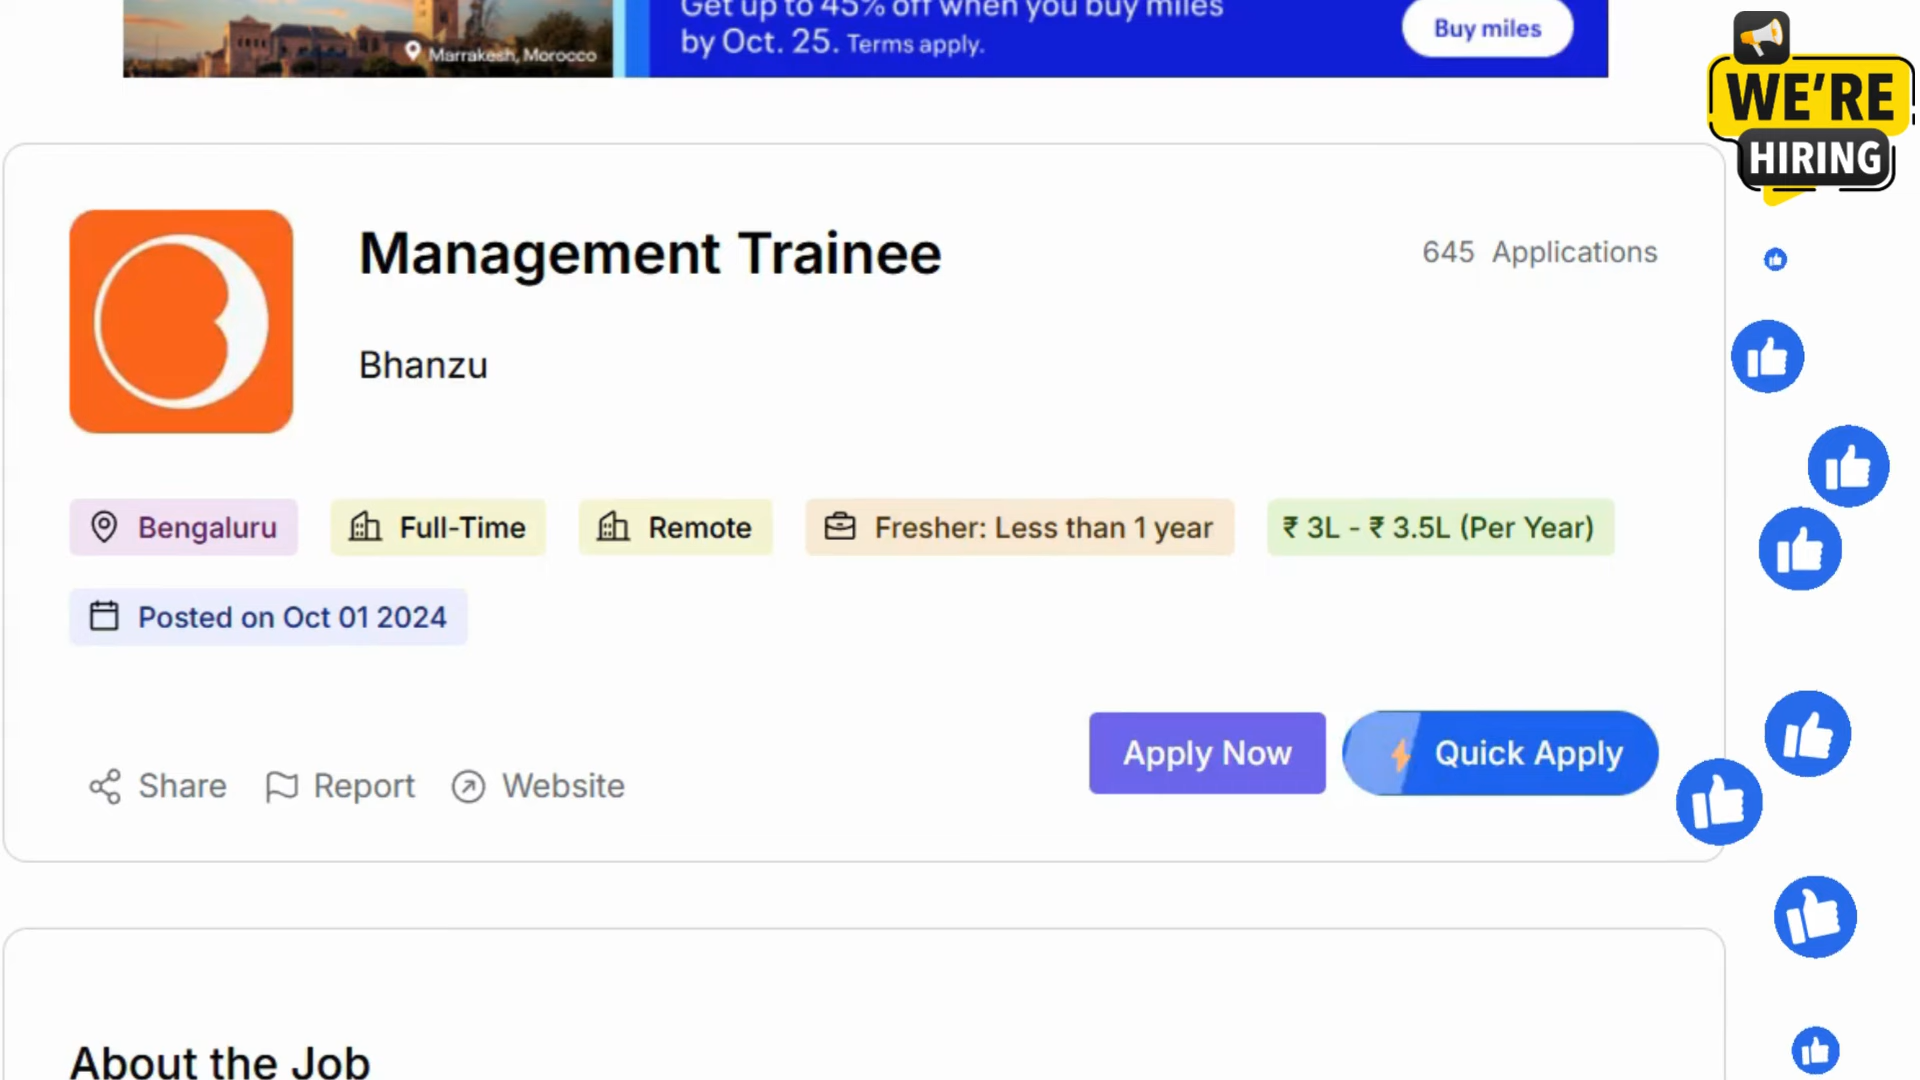 Get up to 45% off when you buy miles
by Oct. 25. Terms apply.
Buy miles
Marrakesh, Morocco
WE'RE
HIRING
Management Trainee
645 Applications
Bhanzu
Bengaluru
Full-Time
Remote
Fresher: Less than 1 year
₹ 3L - ₹ 3.5L (Per Year)
Posted on Oct 01 2024
Share
Report
Website
Apply Now
Quick Apply
About the Job